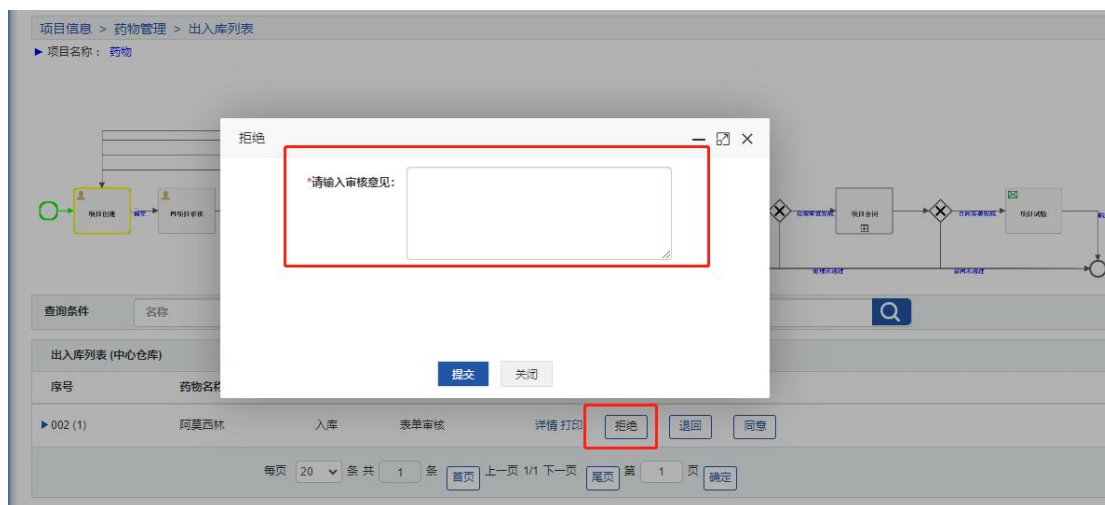 项目信息 > 药物管理 > 出入库列表
▶ 项目名称： 药物
拒绝
*请输入审核意见：
项目创建
提交
项目合同
项目试验
查询条件 名称
提交 关闭
出入库列表 (中心仓库)
序号 药物名称
▶ 002 (1) 阿莫西林 入库 表单审核 详情 打印 拒绝 退回 同意
每页 20 条 共 1 条 首页 上一页 1/1 下一页 尾页 第 1 页 确定